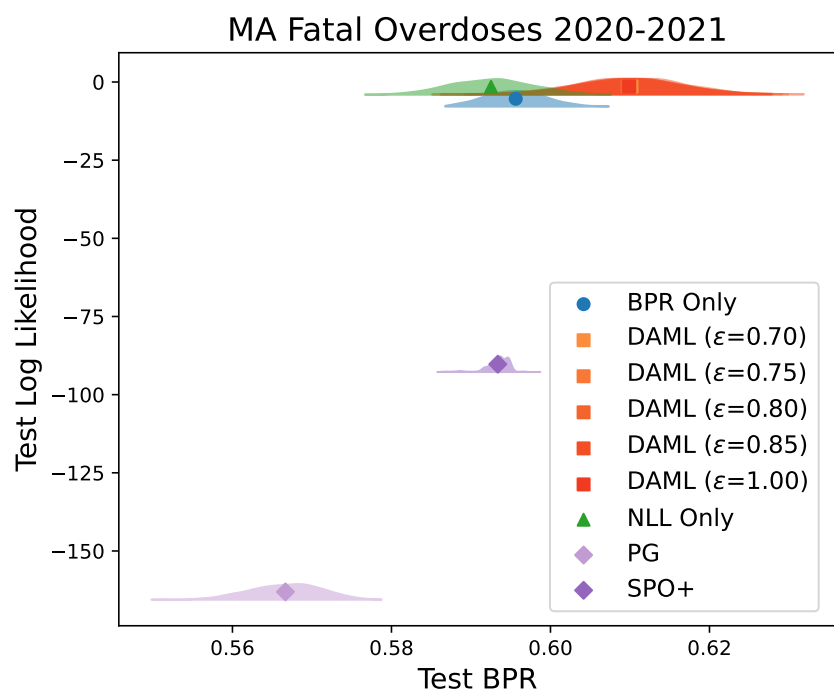 MA Fatal Overdoses 2020-2021
Test Log Likelihood
0
−25
−50
−75
−100
−125
−150
BPR Only
DAML (ε=0.70)
DAML (ε=0.75)
DAML (ε=0.80)
DAML (ε=0.85)
DAML (ε=1.00)
NLL Only
PG
SPO+
0.56 0.58 0.60 0.62
Test BPR